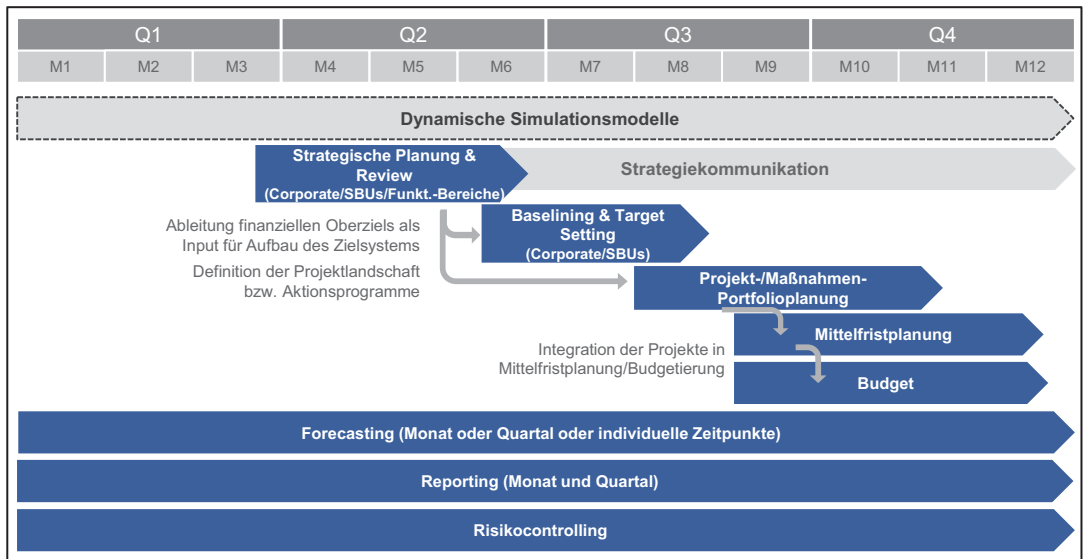 Q1 Q2 Q3 Q4
M1 M2 M3 M4 M5 M6 M7 M8 M9 M10 M11 M12
Dynamische Simulationsmodelle
Strategische Planung &
Review
(Corporate/SBUs/Funkt.-Bereiche)
Strategiekommunikation
Ableitung finanziellen Oberziels als
Input für Aufbau des Zielsystems
Baselining & Target
Setting
(Corporate/SBUs)
Definition der Projektlandschaft
bzw. Aktionsprogramme
Projekt-/Maßnahmen-
Portfolioplanung
Mittelfristplanung
Integration der Projekte in
Mittelfristplanung/Budgetierung
Budget
Forecasting (Monat oder Quartal oder individuelle Zeitpunkte)
Reporting (Monat und Quartal)
Risikocontrolling